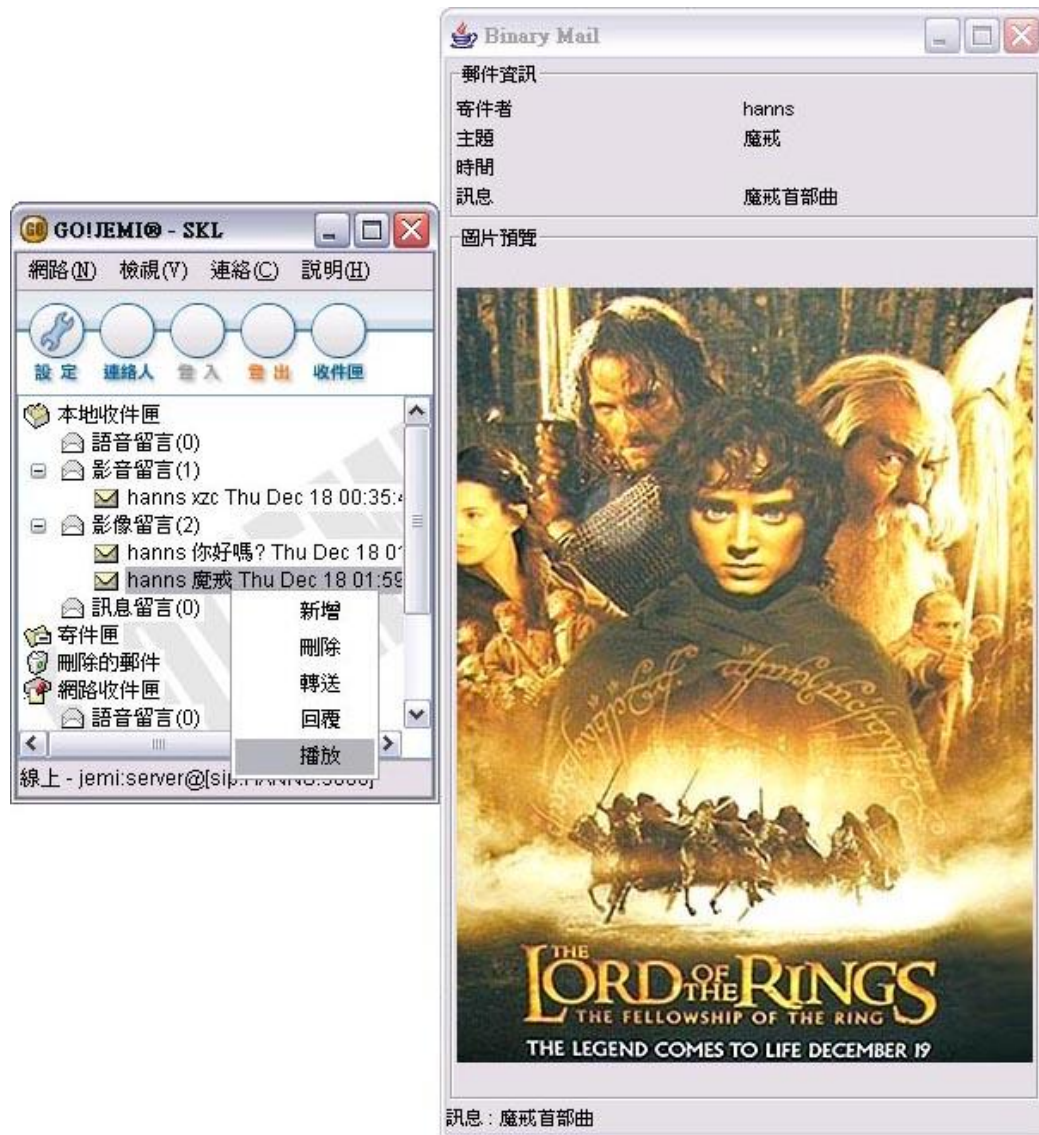 GO!JEMI® - SKL
網路(N) 檢視(V) 連絡(C) 說明(H)
設定 連絡人 登入 登出 收件匣
本地收件匣
語音留言(0)
影音留言(1)
hanns xzc Thu Dec 18 00:35:4
影像留言(2)
hanns 你好嗎? Thu Dec 18 01
hanns 魔戒 Thu Dec 18 01:59
訊息留言(0)
寄件匣
刪除的郵件
網路收件匣
語音留言(0)
新增
刪除
轉送
回覆
播放
線上 - jemi:server@[sip:HANNS:5060]
Binary Mail
郵件資訊
寄件者 hanns
主題 魔戒
時間
訊息 魔戒首部曲
圖片預覽
THE
LORD OF THE RINGS
THE FELLOWSHIP OF THE RING
THE LEGEND COMES TO LIFE DECEMBER 19
訊息 : 魔戒首部曲